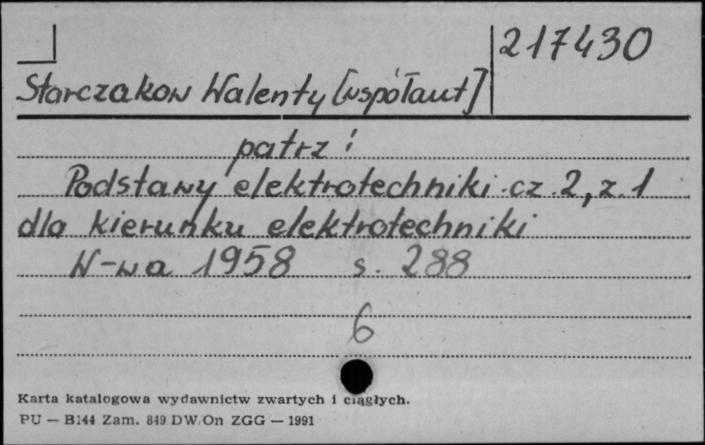 217430
Starczakow Walenty [współaut]
patrz:
Podstawy elektrotechniki cz. 2, z. 1
dla kierunku elektrotechniki
W-wa 1958 s. 288
6
Karta katalogowa wydawnictw zwartych i ciągłych.
PU — B144 Zam. 849 DW/On ZGG — 1991